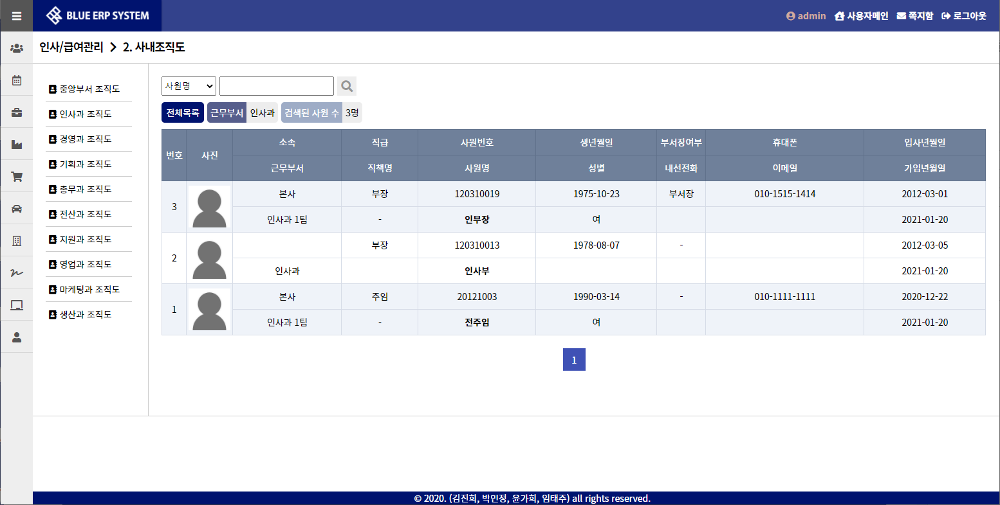 BLUE ERP SYSTEM
admin 사용자메인 쪽지함 로그아웃
인사/급여관리 2. 사내조직도
중앙부서 조직도
인사과 조직도
경영과 조직도
기획과 조직도
총무과 조직도
전산과 조직도
지원과 조직도
영업과 조직도
마케팅과 조직도
생산과 조직도
사원명
전체목록 근무부서 인사과 검색된 사원 수 3명
번호 사진 소속 직급 사원번호 생년월일 부서장여부 휴대폰 입사년월일
근무부서 직책명 사원명 성별 내선전화 이메일 가입년월일
3 본사 부장 120310019 1975-10-23 부서장 010-1515-1414 2012-03-01
인사과 1팀 - 인부장 여 2021-01-20
2 부장 120310013 1978-08-07 - 2012-03-05
인사과 인사부 2021-01-20
1 본사 주임 20121003 1990-03-14 - 010-1111-1111 2020-12-22
인사과 1팀 - 전주임 여 2021-01-20
1
© 2020. (김진희, 박민정, 윤가희, 임태주) all rights reserved.